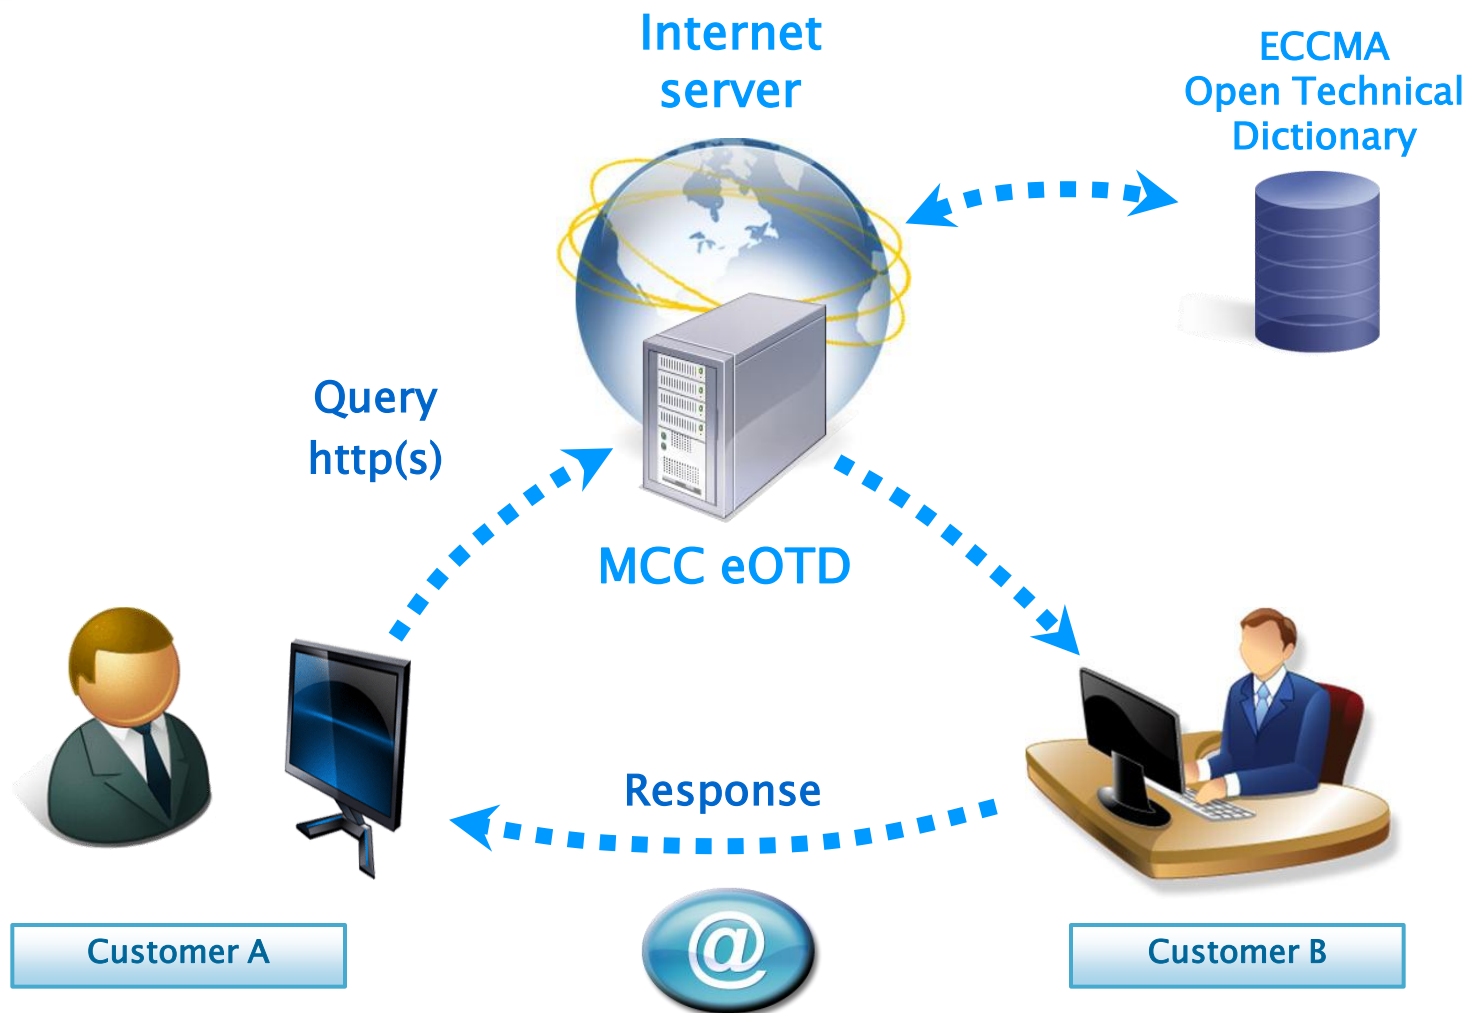 Internet
server
ECCMA
Open Technical
Dictionary
Query
http(s)
MCC eOTD
Response
@
Customer A
Customer B